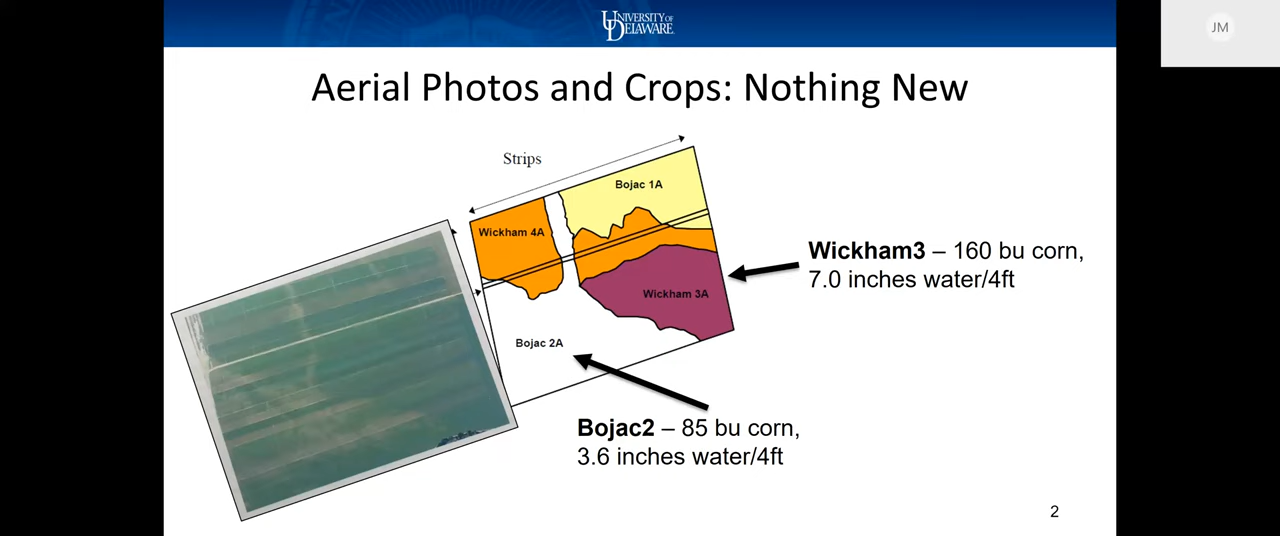 UNIVERSITY OF
DELAWARE
JM
Aerial Photos and Crops: Nothing New
Strips
Bojac 1A
Wickham 4A
Wickham3 – 160 bu corn,
7.0 inches water/4ft
Wickham 3A
Bojac 2A
Bojac2 – 85 bu corn,
3.6 inches water/4ft
2